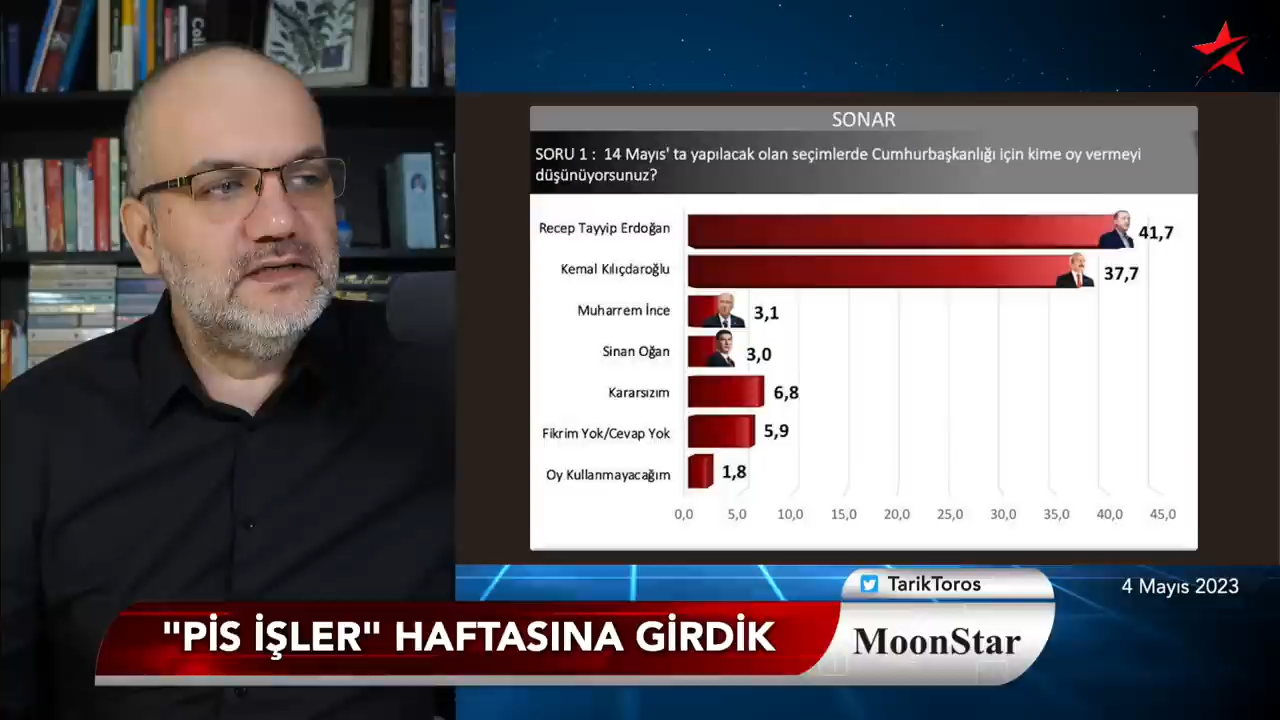 SONAR
SORU 1 : 14 Mayıs' ta yapılacak olan seçimlerde Cumhurbaşkanlığı için kime oy vermeyi
düşünüyorsunuz?
Recep Tayyip Erdoğan 41,7
Kemal Kılıçdaroğlu 37,7
Muharrem İnce 3,1
Sinan Oğan 3,0
Kararsızım 6,8
Fikrim Yok/Cevap Yok 5,9
Oy Kullanmayacağım 1,8
0,0 5,0 10,0 15,0 20,0 25,0 30,0 35,0 40,0 45,0
TarikToros
4 Mayıs 2023
"PİS İŞLER" HAFTASINA GİRDİK
MoonStar